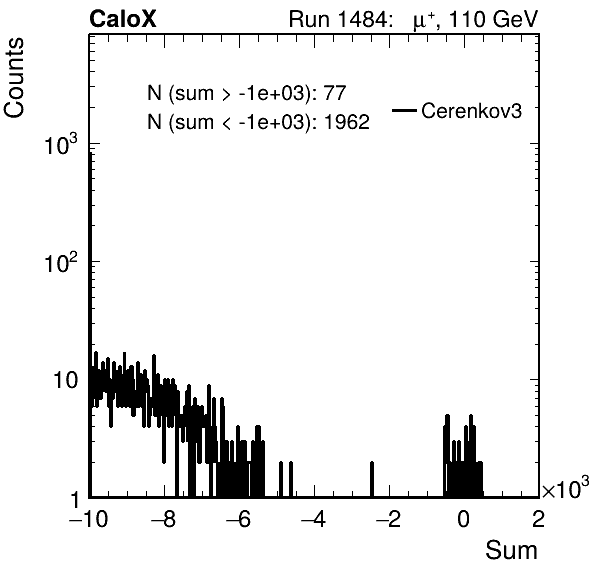 CaloX Run 1484: μ⁺, 110 GeV
Counts
N (sum > -1e+03): 77
N (sum < -1e+03): 1962
Cerenkov3
10³
10²
10
1
−10 −8 −6 −4 −2 0 2
×10³
Sum